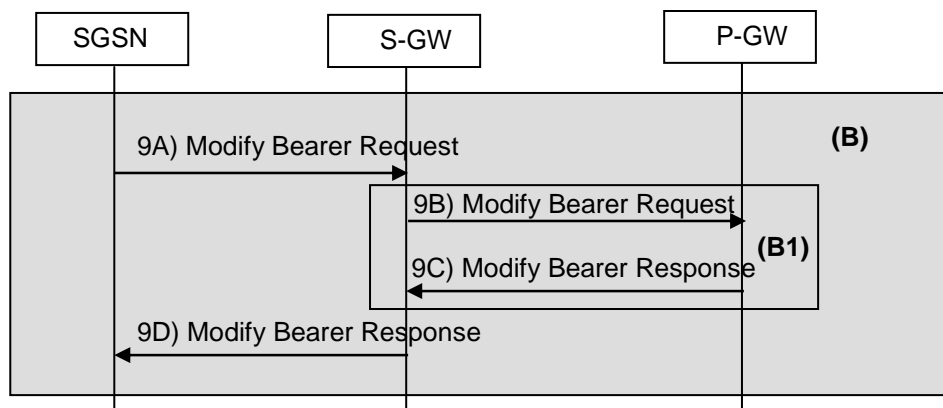 SGSN
S-GW
P-GW
(B)
9A) Modify Bearer Request
9B) Modify Bearer Request
(B1)
9C) Modify Bearer Response
9D) Modify Bearer Response